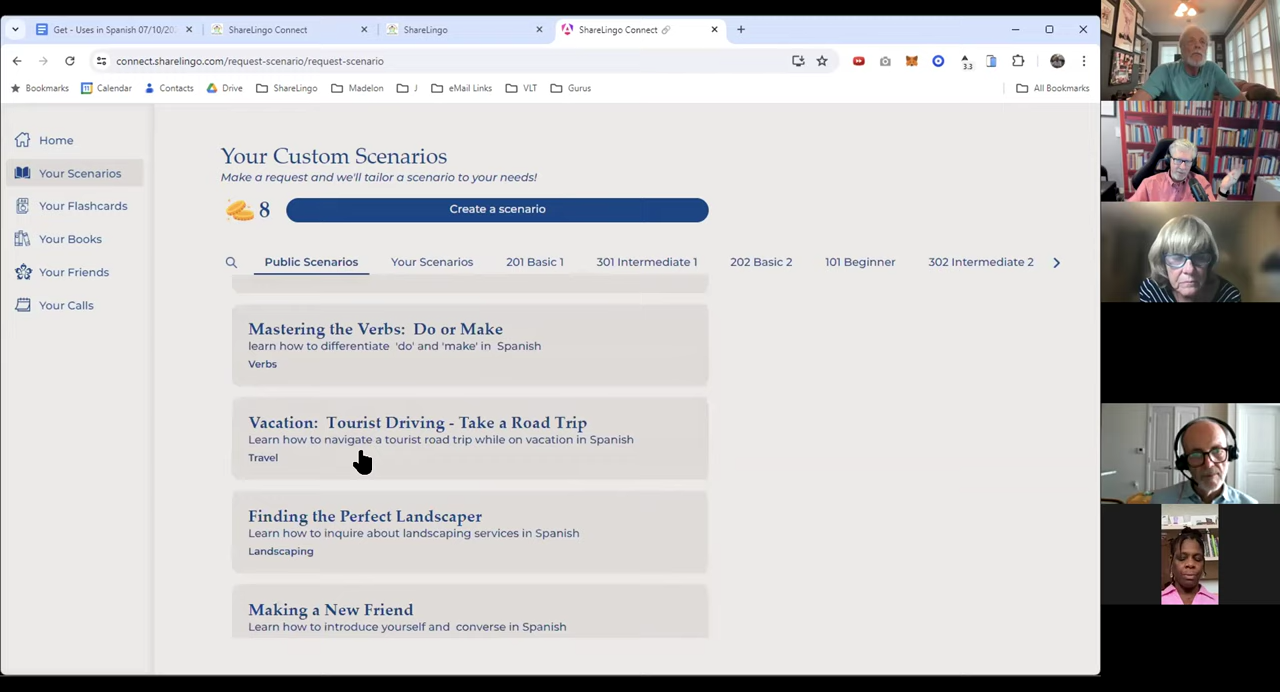 Get - Uses in Spanish 07/10/20
ShareLingo Connect
ShareLingo
ShareLingo Connect
connect.sharelingo.com/request-scenario/request-scenario
3.3
Bookmarks
Calendar
Contacts
Drive
ShareLingo
Madelon
J
eMail Links
VLT
Gurus
All Bookmarks
Home
Your Scenarios
Your Flashcards
Your Books
Your Friends
Your Calls
Your Custom Scenarios
Make a request and we'll tailor a scenario to your needs!
8
Create a scenario
Public Scenarios
Your Scenarios
201 Basic 1
301 Intermediate 1
202 Basic 2
101 Beginner
302 Intermediate 2
Mastering the Verbs: Do or Make
learn how to differentiate 'do' and 'make' in Spanish
Verbs
Vacation: Tourist Driving - Take a Road Trip
Learn how to navigate a tourist road trip while on vacation in Spanish
Travel
Finding the Perfect Landscaper
Learn how to inquire about landscaping services in Spanish
Landscaping
Making a New Friend
Learn how to introduce yourself and converse in Spanish